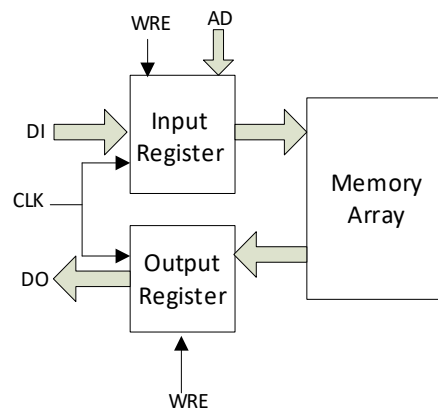 WRE
AD
DI
Input
Register
CLK
Memory
Array
DO
Output
Register
WRE